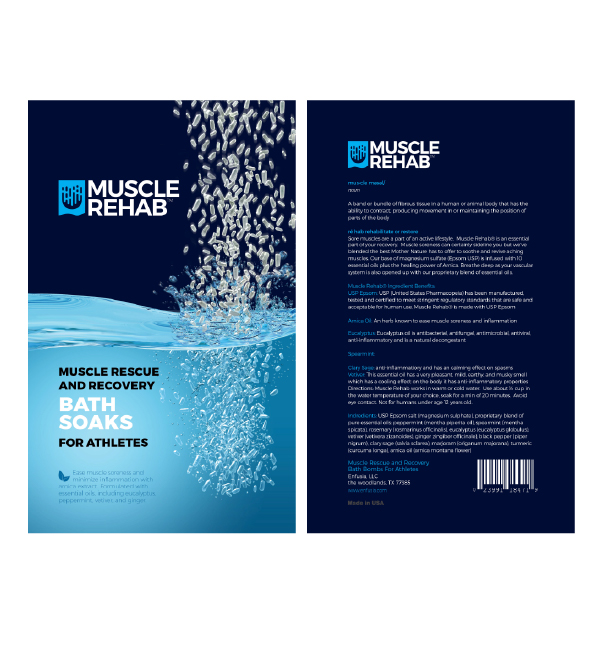 MUSCLE
REHAB™
MUSCLE RESCUE
AND RECOVERY
BATH
SOAKS
FOR ATHLETES
Ease muscle soreness and
minimize inflammation with
arnica extract. Formulated with
essential oils, including eucalyptus,
peppermint, vetiver, and ginger.
MUSCLE
REHAB
noun
A band or bundle of fibrous tissue in a human or animal body that has the
ability to contract, producing movement in or maintaining the position of
parts of the body
rehab rehabilitate or restore
Sore muscles are a part of an active lifestyle. Muscle Rehab® is an essential
part of your recovery. Muscle soreness can certainly sideline you but we've
blended the best Mother Nature has to offer to soothe and revive aching
muscles. Our base of magnesium sulfate (Epsom USP) is infused with 10
essential oils plus the healing power of Arnica. Breathe deep as your vascular
system is also opened up with our proprietary blend of essential oils.
Muscle Rehab® Ingredient Benefits
USP Epsom: USP (United States Pharmacopeia) has been manufactured,
tested and certified to meet stringent regulatory standards that are safe and
acceptable for human use. Muscle Rehab® is made with USP Epsom.
Arnica Oil: An herb known to ease muscle soreness and inflammation
Eucalyptus: Eucalyptus oil is antibacterial, antifungal, antimicrobial, antiviral,
anti-inflammatory and is a natural decongestant.
Spearmint
Clary Sage: anti-inflammatory and has an calming effect on spasms
Vetiver: This essential oil has a very pleasant, mild, earthy, and musky smell
which has a cooling effect on the body it has anti-inflammatory properties
Directions: Muscle Rehab works in warm or cold water. Use about ½ cup in
the water temperature of your choice, soak for a min of 20 minutes. Avoid
eye contact. Not for humans under age 12 years old.
Ingredients: USP Epsom salt (magnesium sulphate), proprietary blend of
pure essential oils: peppermint (mentha piperita oil), spearmint (mentha
spicata), rosemary (rosmarinus officinalis), eucalyptus (eucalyptus globulus),
vetiver (vetivera zizanoides), ginger (zingiber officinale), black pepper (piper
nigrum), clary sage (salvia sclarea), marjoram (origanum majorana), turmeric
(curcuma longa), arnica oil (arnica montana flower)
Muscle Rescue and Recovery
Bath Bombs For Athletes
Enfusia, LLC
the woodlands, TX 77385
Made in USA
0 23991 18471 9